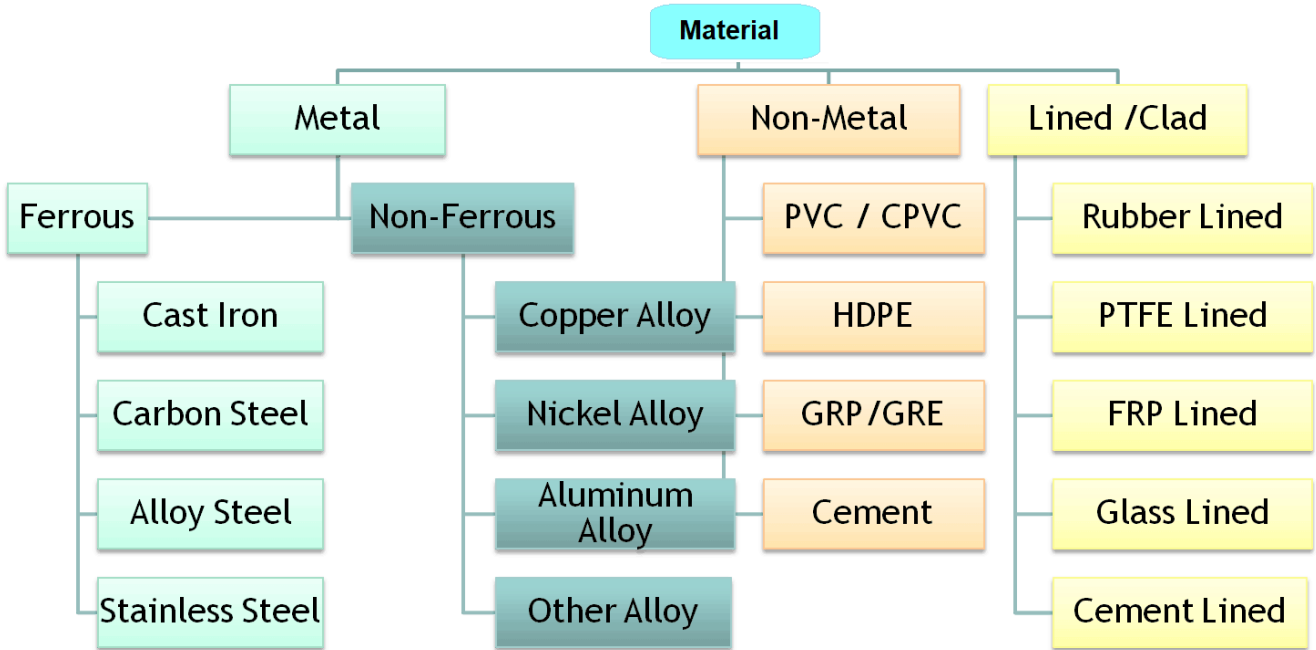 Material
Metal
Non-Metal
Lined /Clad
Ferrous
Non-Ferrous
PVC / CPVC
Rubber Lined
Cast Iron
Copper Alloy
HDPE
PTFE Lined
Carbon Steel
Nickel Alloy
GRP/GRE
FRP Lined
Alloy Steel
Aluminum
Alloy
Cement
Glass Lined
Stainless Steel
Other Alloy
Cement Lined